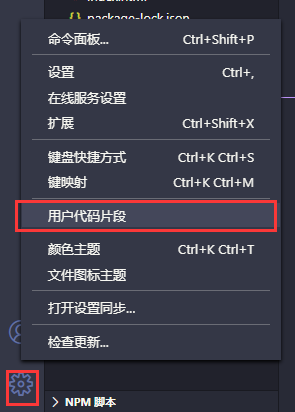 package-lock.json
命令面板... Ctrl+Shift+P
设置 Ctrl+,
在线服务设置
扩展 Ctrl+Shift+X
键盘快捷方式 Ctrl+K Ctrl+S
键映射 Ctrl+K Ctrl+M
用户代码片段
颜色主题 Ctrl+K Ctrl+T
文件图标主题
打开设置同步...
检查更新...
NPM 脚本